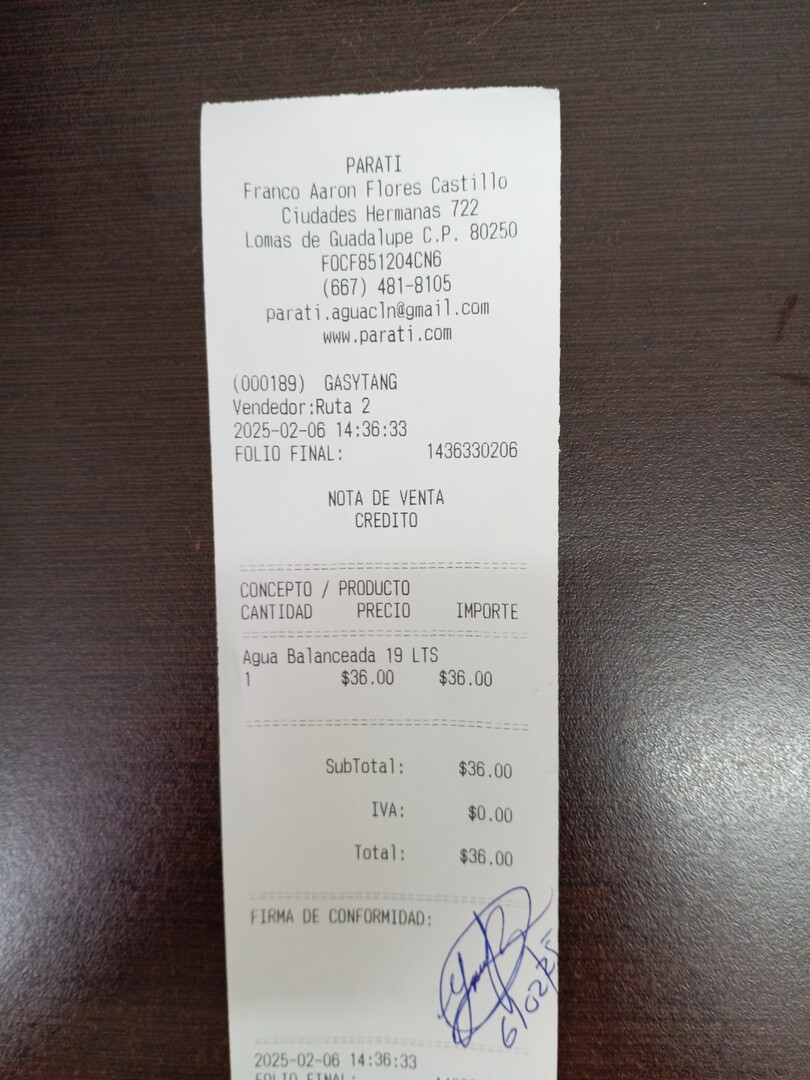 PARATI
Franco Aaron Flores Castillo
Ciudades Hermanas 722
Lomas de Guadalupe C.P. 80250
FOCF851204CN6
(667) 481-8105
parati.aguacln@gmail.com
www.parati.com
(000189) GASYTANG
Vendedor:Ruta 2
2025-02-06 14:36:33
FOLIO FINAL: 1436330206
NOTA DE VENTA
CREDITO
CONCEPTO / PRODUCTO
CANTIDAD PRECIO IMPORTE
Agua Balanceada 19 LTS
1 $36.00 $36.00
SubTotal: $36.00
IVA: $0.00
Total: $36.00
FIRMA DE CONFORMIDAD:
6/02/25
2025-02-06 14:36:33
FOLIO FINAL: